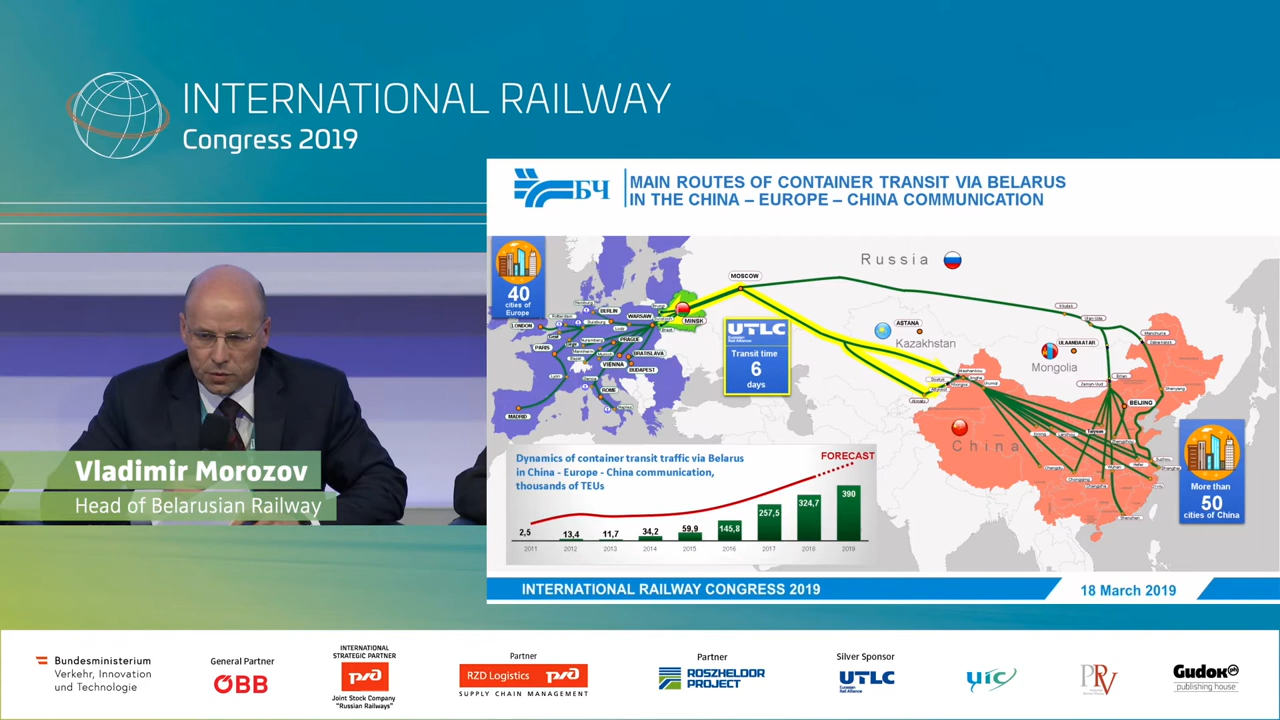 INTERNATIONAL RAILWAY
Congress 2019
БЧ
MAIN ROUTES OF CONTAINER TRANSIT VIA BELARUS
IN THE CHINA – EUROPE – CHINA COMMUNICATION
40
cities of
Europe
Russia
MOSCOW
MINSK
BERLIN
WARSAW
LONDON
PARIS
PRAGUE
BRATISLAVA
VIENNA
BUDAPEST
ROME
MADRID
UTLC
Eurasian
Rail Alliance
Transit time
6
days
ASTANA
Kazakhstan
ULAANBAATAR
Mongolia
BEIJING
China
More than
50
cities of China
Dynamics of container transit traffic via Belarus
in China - Europe - China communication,
thousands of TEUs
FORECAST
2,5
13,4
11,7
34,2
59,9
145,8
257,5
324,7
390
2011
2012
2013
2014
2015
2016
2017
2018
2019
INTERNATIONAL RAILWAY CONGRESS 2019
18 March 2019
Vladimir Morozov
Head of Belarusian Railway
Bundesministerium
Verkehr, Innovation
und Technologie
General Partner
ÖBB
INTERNATIONAL
STRATEGIC PARTNER
Joint Stock Company
"Russian Railways"
Partner
RZD Logistics
SUPPLY CHAIN MANAGEMENT
Partner
ROSZHELDOR
PROJECT
Silver Sponsor
UTLC
Eurasian
Rail Alliance
uic
PRV
Gudok
publishing house